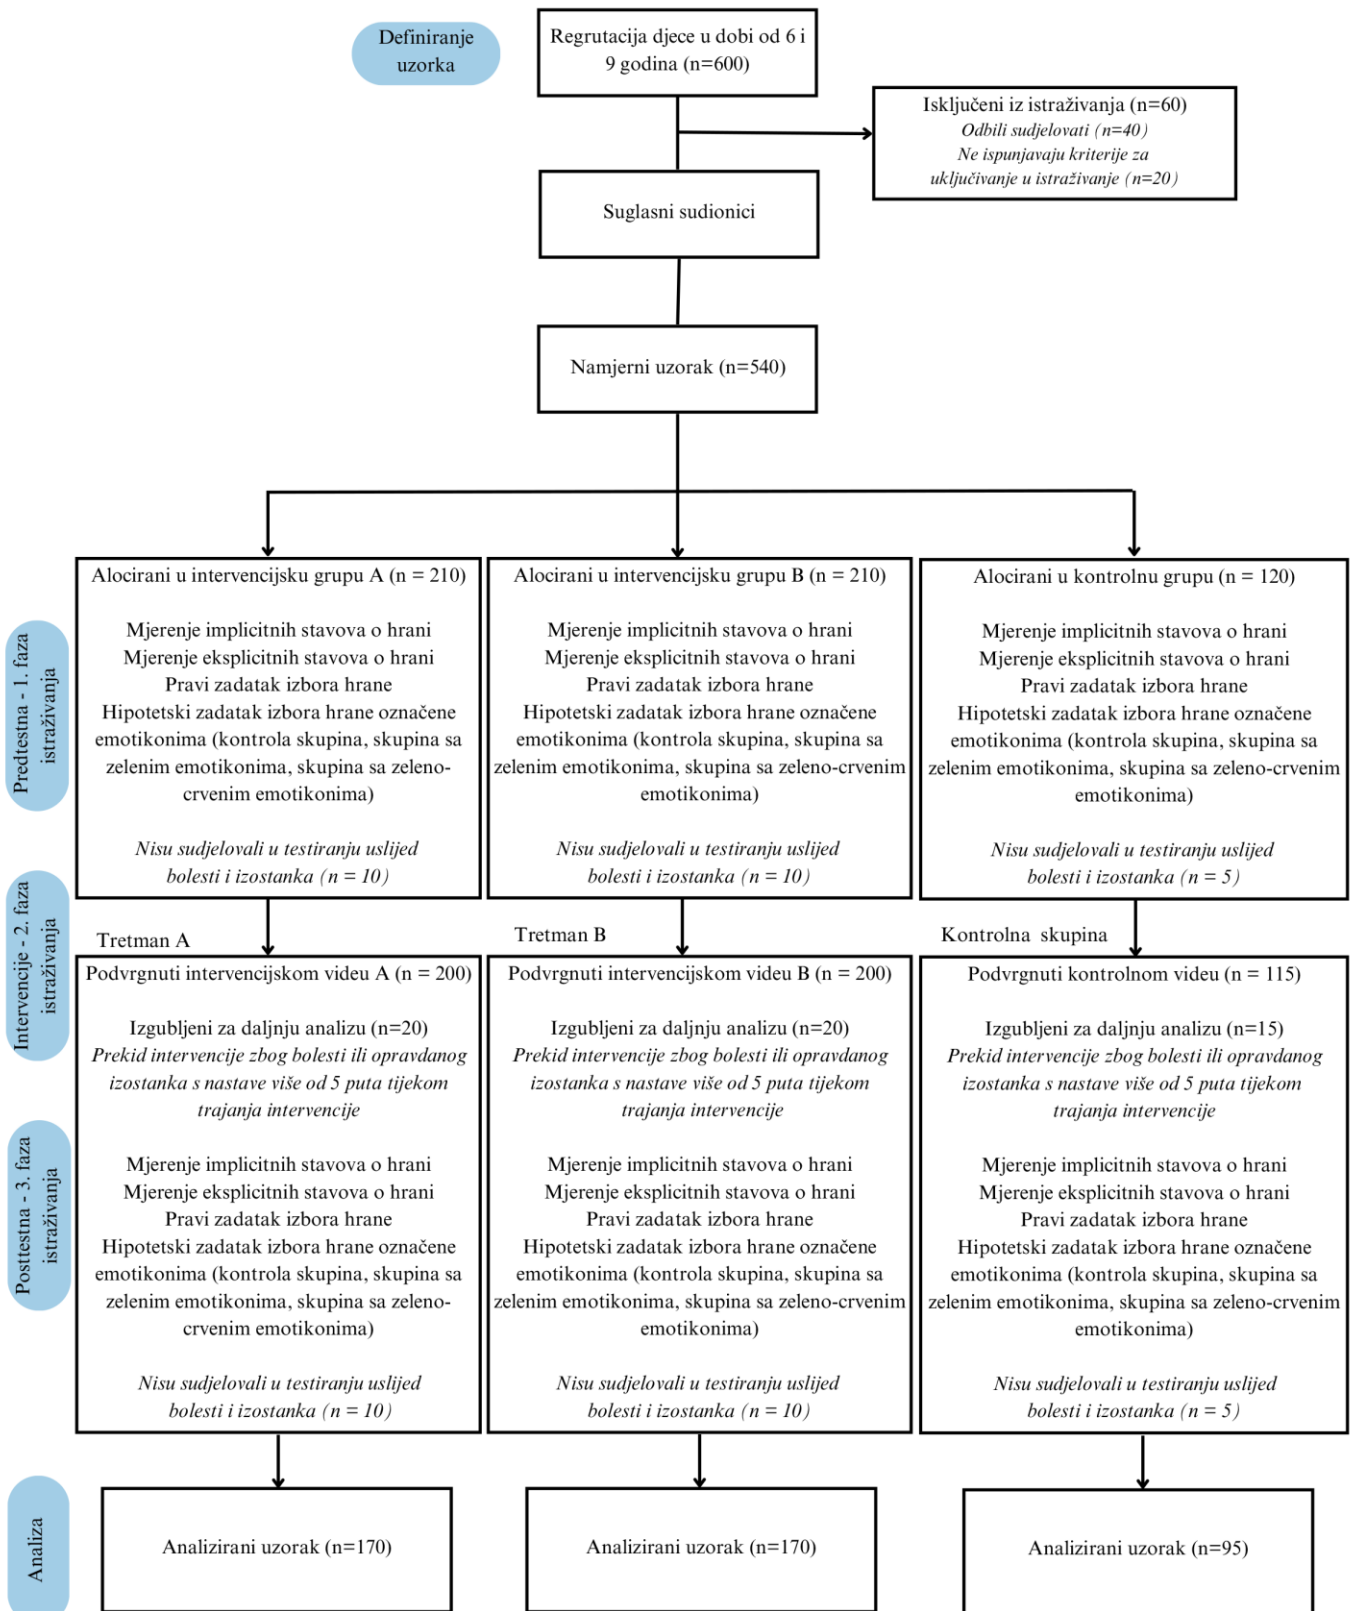 Definiranje
uzorka
Regrutacija djece u dobi od 6 i
9 godina (n=600)
Isključeni iz istraživanja (n=60)
Odbili sudjelovati (n=40)
Ne ispunjavaju kriterije za
uključivanje u istraživanje (n=20)
Suglasni sudionici
Namjerni uzorak (n=540)
Predtestna - 1. faza
istraživanja
Alocirani u intervencijsku grupu A (n = 210)
Mjerenje implicitnih stavova o hrani
Mjerenje eksplicitnih stavova o hrani
Pravi zadatak izbora hrane
Hipotetski zadatak izbora hrane označene
emotikonima (kontrola skupina, skupina sa
zelenim emotikonima, skupina sa zeleno-
crvenim emotikonima)
Nisu sudjelovali u testiranju uslijed
bolesti i izostanka (n = 10)
Alocirani u intervencijsku grupu B (n = 210)
Mjerenje implicitnih stavova o hrani
Mjerenje eksplicitnih stavova o hrani
Pravi zadatak izbora hrane
Hipotetski zadatak izbora hrane označene
emotikonima (kontrola skupina, skupina sa
zelenim emotikonima, skupina sa zeleno-crvenim
emotikonima)
Nisu sudjelovali u testiranju uslijed
bolesti i izostanka (n = 10)
Alocirani u kontrolnu grupu (n = 120)
Mjerenje implicitnih stavova o hrani
Mjerenje eksplicitnih stavova o hrani
Pravi zadatak izbora hrane
Hipotetski zadatak izbora hrane označene
emotikonima (kontrola skupina, skupina sa
zelenim emotikonima, skupina sa zeleno-crvenim
emotikonima)
Nisu sudjelovali u testiranju uslijed
bolesti i izostanka (n = 5)
Intervencije - 2. faza
istraživanja
Tretman A
Tretman B
Kontrolna skupina
Posttestna - 3. faza
istraživanja
Podvrgnuti intervencijskom videu A (n = 200)
Izgubljeni za daljnju analizu (n=20)
Prekid intervencije zbog bolesti ili opravdanog
izostanka s nastave više od 5 puta tijekom
trajanja intervencije
Mjerenje implicitnih stavova o hrani
Mjerenje eksplicitnih stavova o hrani
Pravi zadatak izbora hrane
Hipotetski zadatak izbora hrane označene
emotikonima (kontrola skupina, skupina sa
zelenim emotikonima, skupina sa zeleno-
crvenim emotikonima)
Nisu sudjelovali u testiranju uslijed
bolesti i izostanka (n = 10)
Podvrgnuti intervencijskom videu B (n = 200)
Izgubljeni za daljnju analizu (n=20)
Prekid intervencije zbog bolesti ili opravdanog
izostanka s nastave više od 5 puta tijekom
trajanja intervencije
Mjerenje implicitnih stavova o hrani
Mjerenje eksplicitnih stavova o hrani
Pravi zadatak izbora hrane
Hipotetski zadatak izbora hrane označene
emotikonima (kontrola skupina, skupina sa
zelenim emotikonima, skupina sa zeleno-crvenim
emotikonima)
Nisu sudjelovali u testiranju uslijed
bolesti i izostanka (n = 10)
Podvrgnuti kontrolnom videu (n = 115)
Izgubljeni za daljnju analizu (n=15)
Prekid intervencije zbog bolesti ili opravdanog
izostanka s nastave više od 5 puta tijekom
trajanja intervencije
Mjerenje implicitnih stavova o hrani
Mjerenje eksplicitnih stavova o hrani
Pravi zadatak izbora hrane
Hipotetski zadatak izbora hrane označene
emotikonima (kontrola skupina, skupina sa
zelenim emotikonima, skupina sa zeleno-crvenim
emotikonima)
Nisu sudjelovali u testiranju uslijed
bolesti i izostanka (n = 5)
Analiza
Analizirani uzorak (n=170)
Analizirani uzorak (n=170)
Analizirani uzorak (n=95)